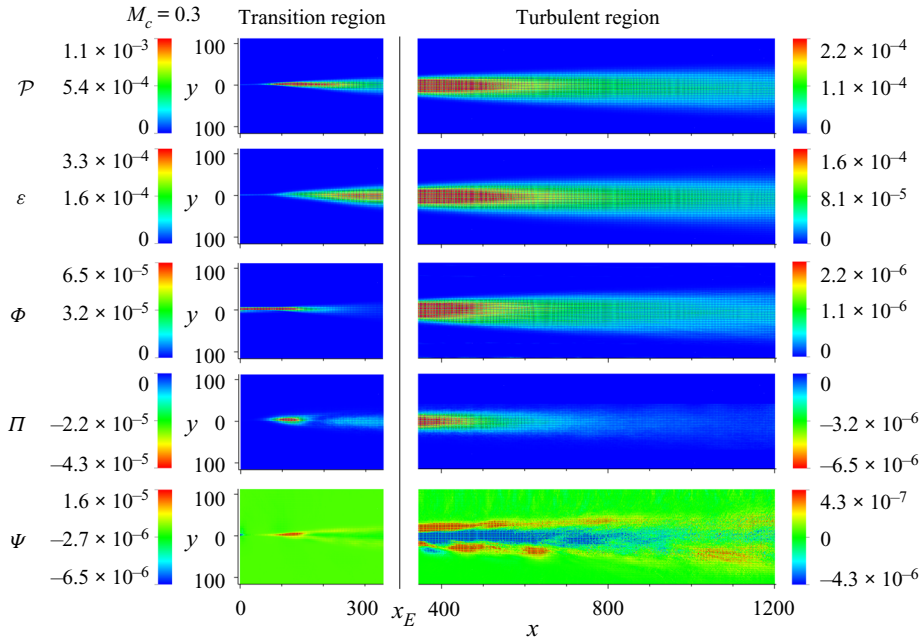 M_c = 0.3 Transition region Turbulent region
1.1 × 10⁻³ 100 2.2 × 10⁻⁴
𝒫 5.4 × 10⁻⁴ y 0 1.1 × 10⁻⁴
0 100 0
3.3 × 10⁻⁴ 100 1.6 × 10⁻⁴
ε 1.6 × 10⁻⁴ y 0 8.1 × 10⁻⁵
0 100 0
6.5 × 10⁻⁵ 100 2.2 × 10⁻⁶
Φ 3.2 × 10⁻⁵ y 0 1.1 × 10⁻⁶
0 100 0
0 100 0
Π –2.2 × 10⁻⁵ y 0 –3.2 × 10⁻⁶
–4.3 × 10⁻⁵ 100 –6.5 × 10⁻⁶
1.6 × 10⁻⁵ 100 4.3 × 10⁻⁷
Ψ –2.7 × 10⁻⁶ y 0 0
–6.5 × 10⁻⁶ 100 –4.3 × 10⁻⁶
0 300 x_E 400 800 1200
x